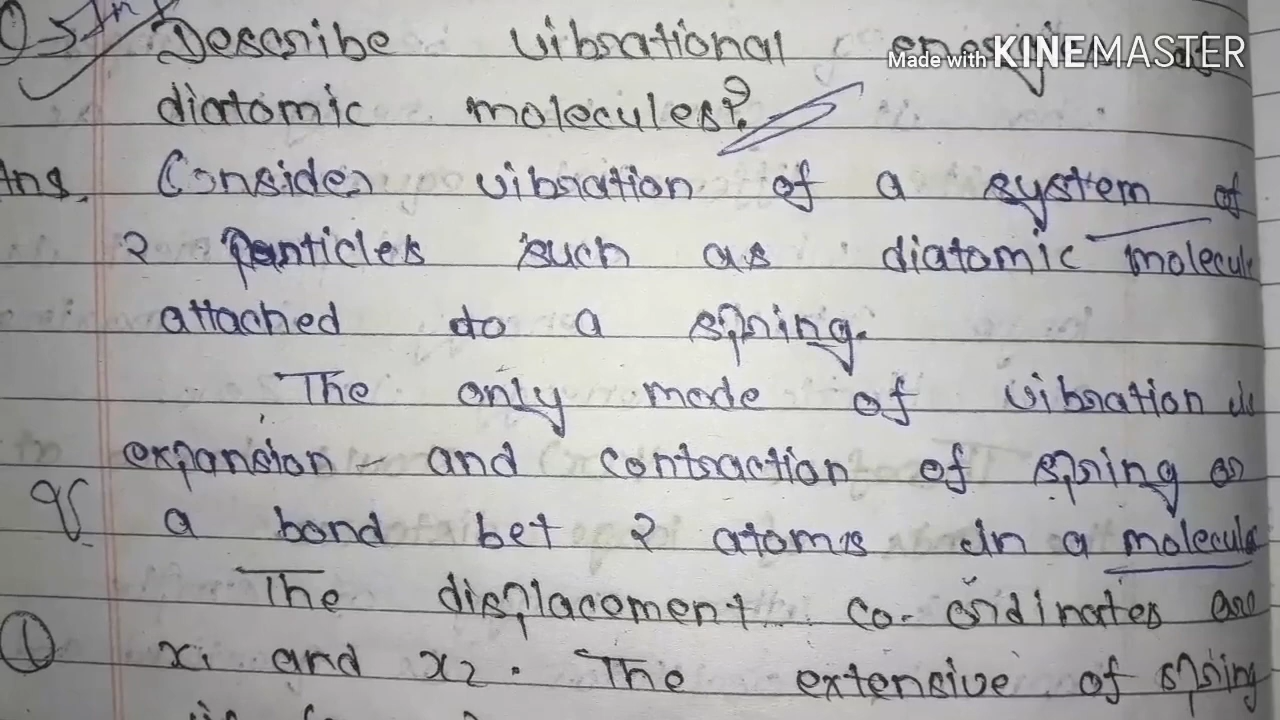 Q5
Describe vibrational energy of
Made with KINEMASTER
diatomic molecules?
Ans. Consider vibration of a system of
2 particles such as diatomic molecule
attached to a spring.
The only mode of vibration is
expansion - and contraction of spring or
a bond bet 2 atoms in a molecule
The displacement co-ordinates are
① x₁ and x₂. The extensive of spring